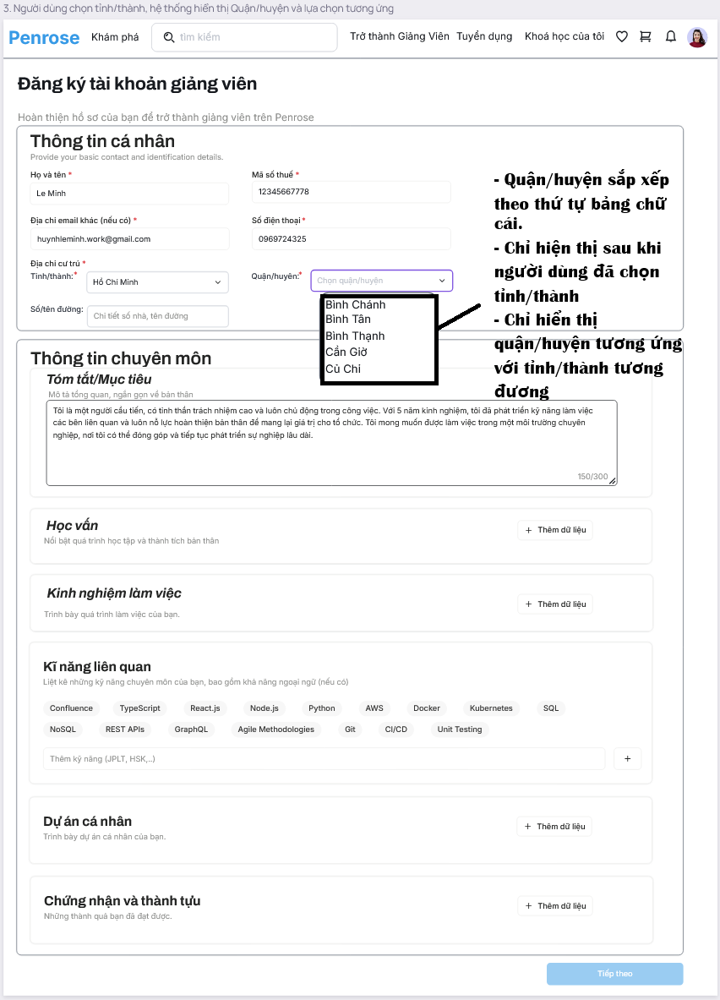 3. Người dùng chọn tỉnh/thành, hệ thống hiển thị Quận/huyện và lựa chọn tương ứng
Penrose
Khám phá
tìm kiếm
Trở thành Giảng Viên
Tuyển dụng
Khoá học của tôi
Đăng ký tài khoản giảng viên
Hoàn thiện hồ sơ của bạn để trở thành giảng viên trên Penrose
Thông tin cá nhân
Provide your basic contact and identification details.
Họ và tên *
Mã số thuế *
Le Minh
12345667778
Địa chỉ email khác (nếu có) *
Số điện thoại *
huynhleminh.work@gmail.com
0969724325
Địa chỉ cư trú *
Tỉnh/thành:*
Hồ Chí Minh
Quận/huyên:*
Chọn quận/huyện
Số/tên đường:
Chi tiết số nhà, tên đường
Bình Chánh
Bình Tân
Bình Thạnh
Cần Giờ
Củ Chi
- Quận/huyện sắp xếp
theo thứ tự bảng chữ
cái.
- Chỉ hiện thị sau khi
người dùng đã chọn
tỉnh/thành
- Chỉ hiển thị
quận/huyện tương ứng
với tỉnh/thành tương
đương
Thông tin chuyên môn
Tóm tắt/Mục tiêu
Mô tả tổng quan, ngắn gọn về bản thân
Tôi là một người cầu tiến, có tinh thần trách nhiệm cao và luôn chủ động trong công việc. Với 5 năm kinh nghiệm, tôi đã phát triển kỹ năng làm việc
các bên liên quan và luôn nỗ lực hoàn thiện bản thân để mang lại giá trị cho tổ chức. Tôi mong muốn được làm việc trong một môi trường chuyên
nghiệp, nơi tôi có thể đóng góp và tiếp tục phát triển sự nghiệp lâu dài.
150/300
Học vấn
Nổi bật quá trình học tập và thành tích bản thân
+ Thêm dữ liệu
Kinh nghiệm làm việc
Trình bày quá trình làm việc của bạn.
+ Thêm dữ liệu
Kĩ năng liên quan
Liệt kê những kỹ năng chuyên môn của bạn, bao gồm khả năng ngoại ngữ (nếu có)
Confluence
TypeScript
React.js
Node.js
Python
AWS
Docker
Kubernetes
SQL
NoSQL
REST APIs
GraphQL
Agile Methodologies
Git
CI/CD
Unit Testing
Thêm kỹ năng (JPLT, HSK,..)
+
Dự án cá nhân
Trình bày dự án cá nhân của bạn.
+ Thêm dữ liệu
Chứng nhận và thành tựu
Những thành quả bạn đã đạt được.
+ Thêm dữ liệu
Tiếp theo